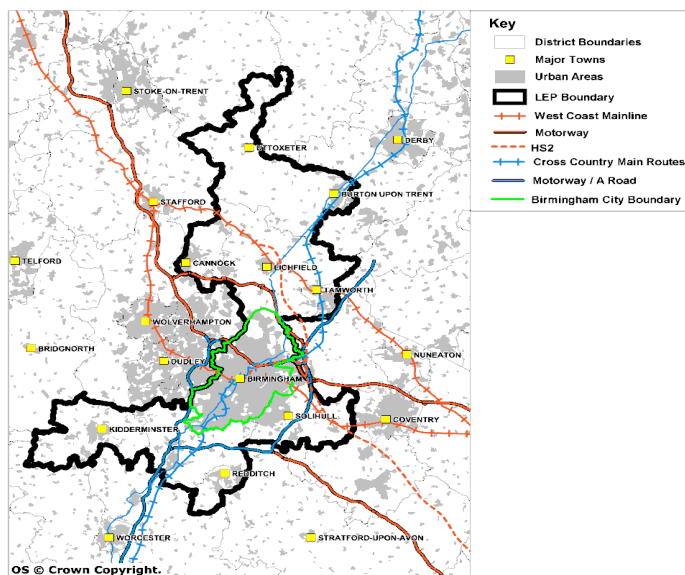 Key
District Boundaries
Major Towns
Urban Areas
LEP Boundary
West Coast Mainline
Motorway
HS2
Cross Country Main Routes
Motorway / A Road
Birmingham City Boundary
STOKE-ON-TRENT
DERBY
UTTOXETER
BURTON UPON TRENT
STAFFORD
TELFORD
CANNOCK
LICHFIELD
TAMWORTH
WOLVERHAMPTON
BRIDGNORTH
DUDLEY
NUNEATON
BIRMINGHAM
SOLIHULL
COVENTRY
KIDDERMINSTER
REDDITCH
WORCESTER
STRATFORD-UPON-AVON
OS © Crown Copyright.